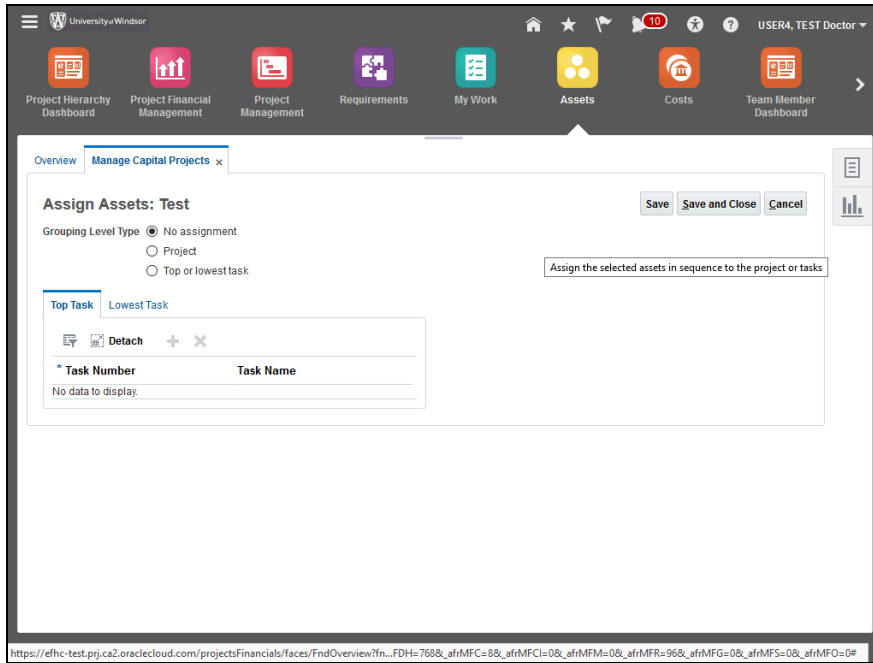 University of Windsor
10
USER4, TEST Doctor
Project Hierarchy Dashboard
Project Financial Management
Project Management
Requirements
My Work
Assets
Costs
Team Member Dashboard
Overview
Manage Capital Projects x
Assign Assets: Test
Save
Save and Close
Cancel
Grouping Level Type
No assignment
Project
Top or lowest task
Assign the selected assets in sequence to the project or tasks
Top Task
Lowest Task
Detach
* Task Number
Task Name
No data to display.
https://efhc-test.prj.ca2.oraclecloud.com/projectsFinancials/faces/FndOverview?fn...FDH=768&_afrMFC=8&_afrMFCI=0&_afrMFM=0&_afrMFR=96&_afrMFG=0&_afrMFS=0&_afrMFO=0#